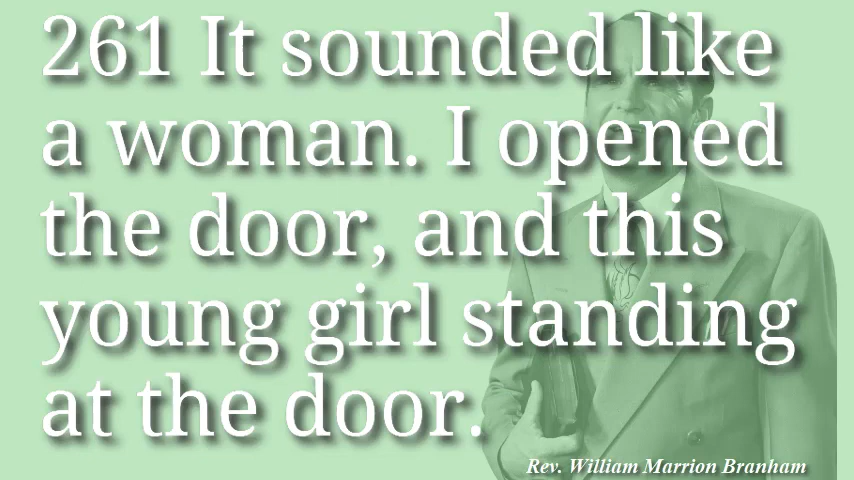 261 It sounded like
a woman. I opened
the door, and this
young girl standing
at the door.
Rev. William Marrion Branham